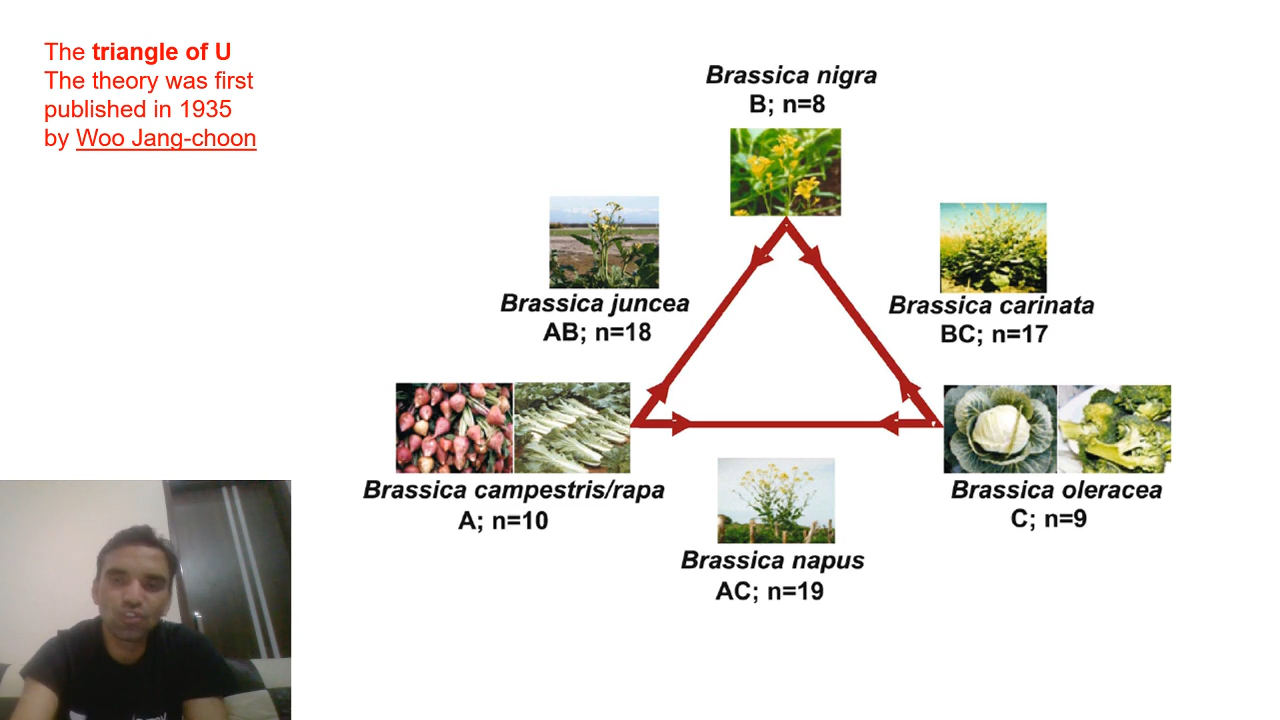 The triangle of U
The theory was first
published in 1935
by Woo Jang-choon
Brassica nigra
B; n=8
Brassica juncea
AB; n=18
Brassica carinata
BC; n=17
Brassica campestris/rapa
A; n=10
Brassica oleracea
C; n=9
Brassica napus
AC; n=19